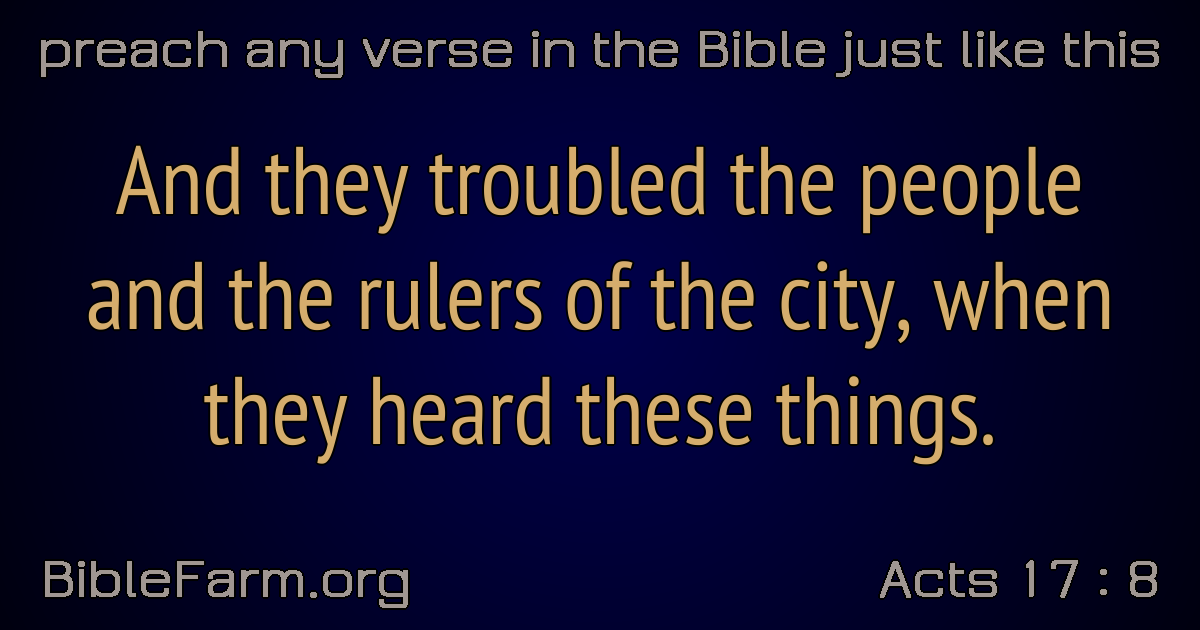 preach any verse in the Bible just like this
And they troubled the people
and the rulers of the city, when
they heard these things.
BibleFarm.org
Acts 17 : 8